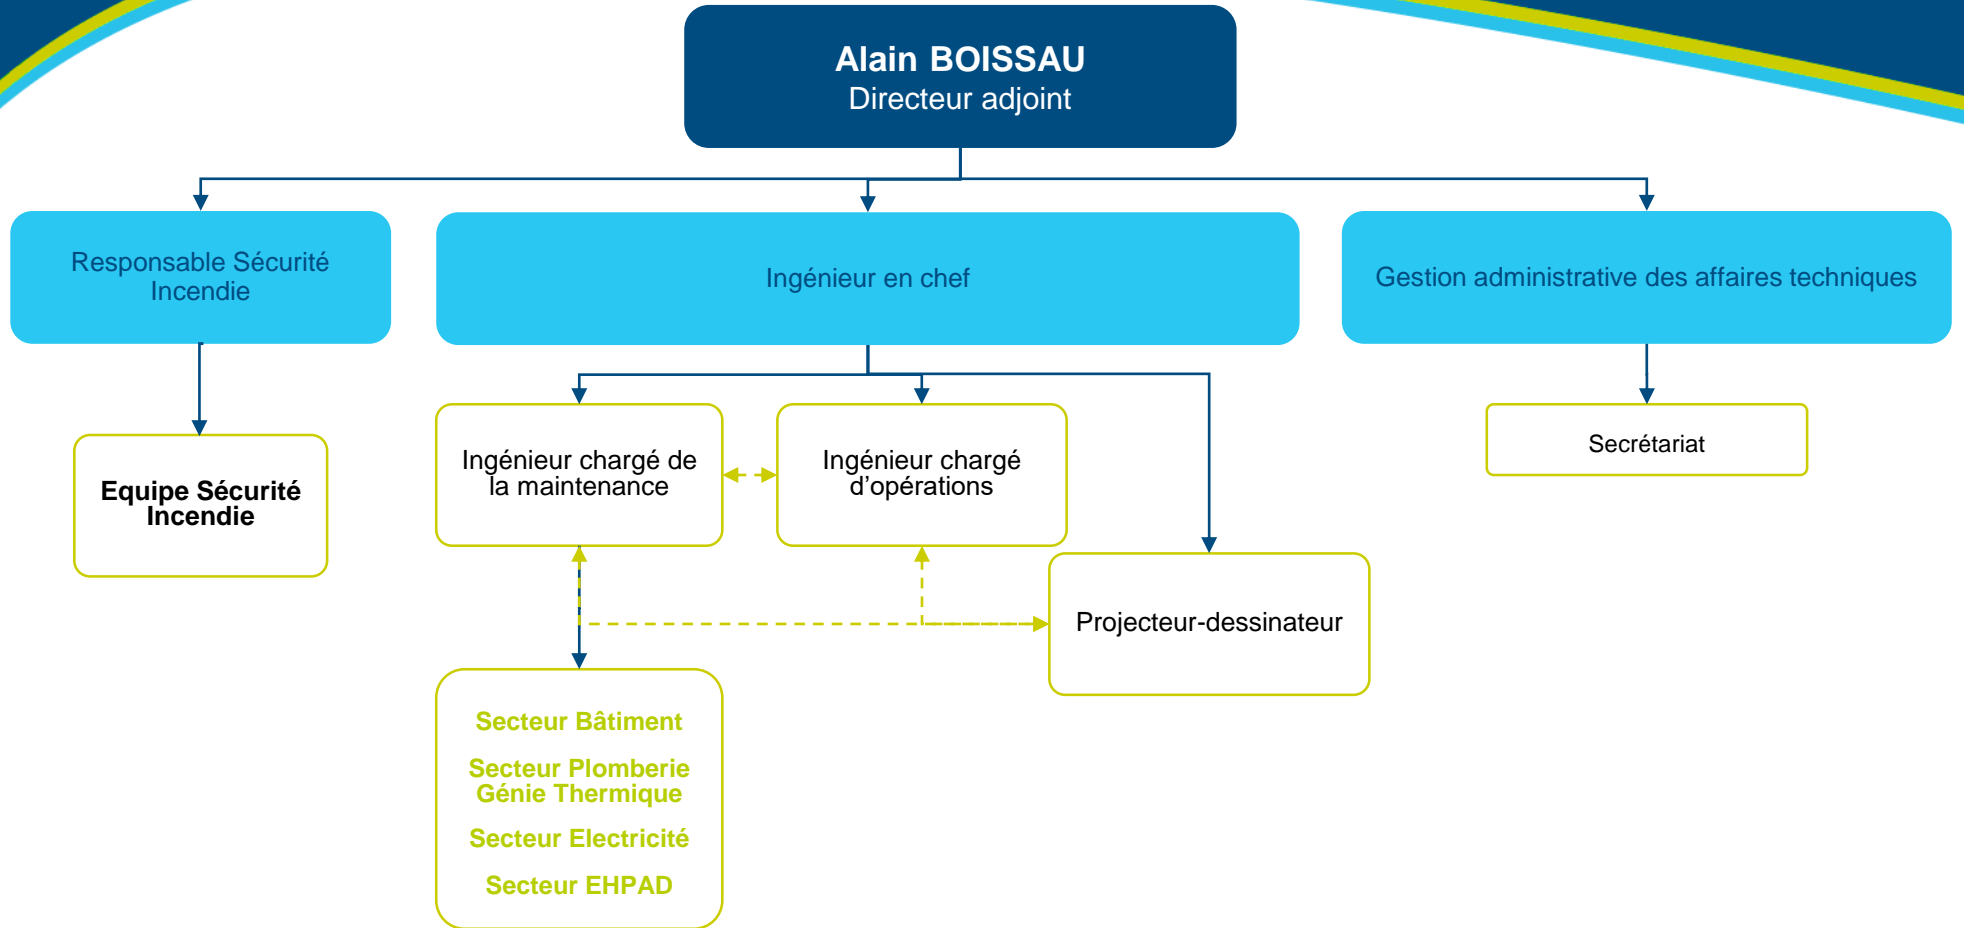 Alain BOISSAU
Directeur adjoint
Responsable Sécurité
Incendie
Ingénieur en chef
Gestion administrative des affaires techniques
Equipe Sécurité
Incendie
Ingénieur chargé de
la maintenance
Ingénieur chargé
d’opérations
Secrétariat
Projecteur-dessinateur
Secteur Bâtiment
Secteur Plomberie
Génie Thermique
Secteur Electricité
Secteur EHPAD